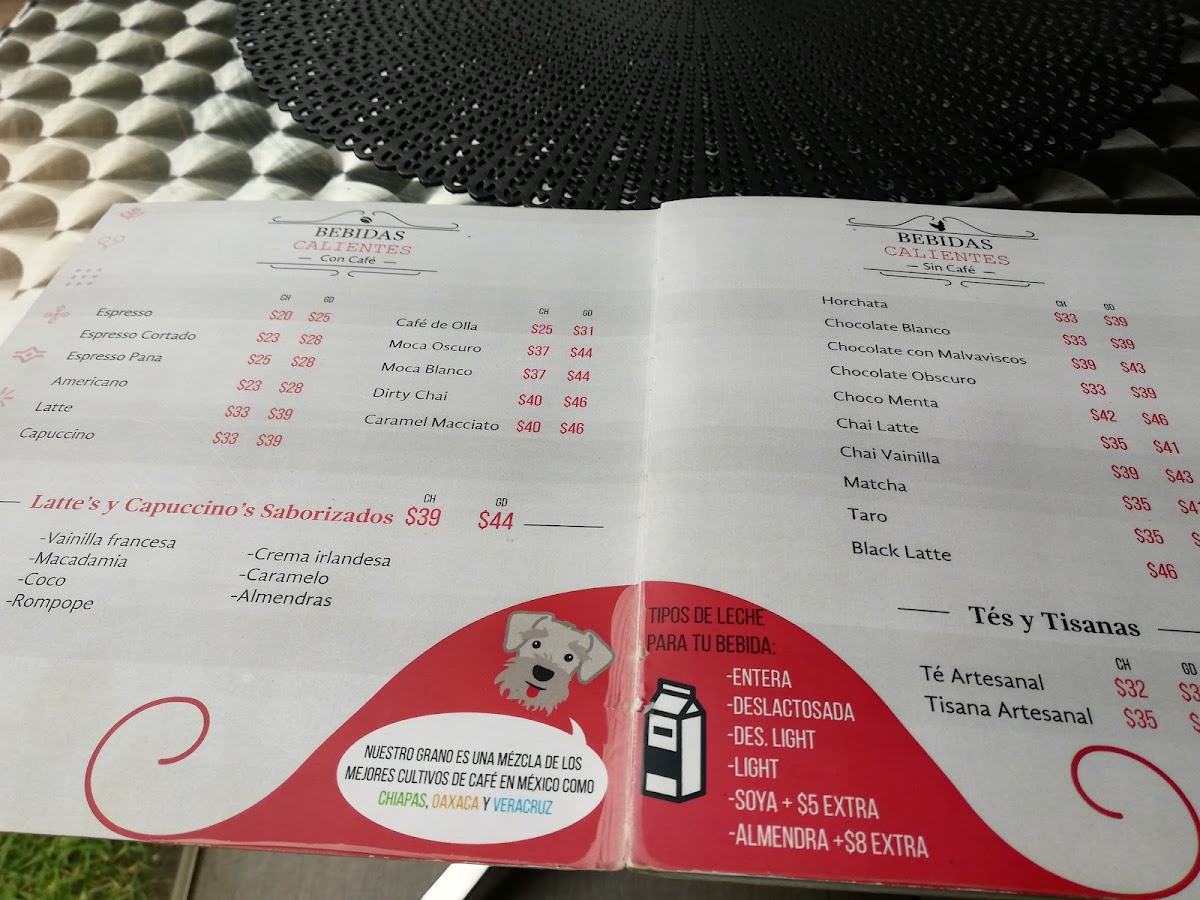 BEBIDAS
CALIENTES
Con Café
CH GD
Espresso $20 $25
Espresso Cortado $23 $28
Espresso Pana $25 $28
Americano $23 $28
Latte $33 $39
Capuccino $33 $39
CH GD
Café de Olla $25 $31
Moca Oscuro $37 $44
Moca Blanco $37 $44
Dirty Chai $40 $46
Caramel Macciato $40 $46
CH GD
Latte's y Capuccino's Saborizados $39 $44
-Vainilla francesa
-Macadamia
-Coco
-Rompope
-Crema irlandesa
-Caramelo
-Almendras
NUESTRO GRANO ES UNA MÉZCLA DE LOS
MEJORES CULTIVOS DE CAFÉ EN MÉXICO COMO
CHIAPAS, OAXACA Y VERACRUZ
BEBIDAS
CALIENTES
Sin Café
CH GD
Horchata $33 $39
Chocolate Blanco $33 $39
Chocolate con Malvaviscos $39 $43
Chocolate Obscuro $33 $39
Choco Menta $42 $46
Chai Latte $35 $41
Chai Vainilla $39 $43
Matcha $35
Taro $35
Black Latte $46
Tés y Tisanas
CH GD
Té Artesanal $32
Tisana Artesanal $35
TIPOS DE LECHE
PARA TU BEBIDA:
-ENTERA
-DESLACTOSADA
-DES. LIGHT
-LIGHT
-SOYA + $5 EXTRA
-ALMENDRA +$8 EXTRA